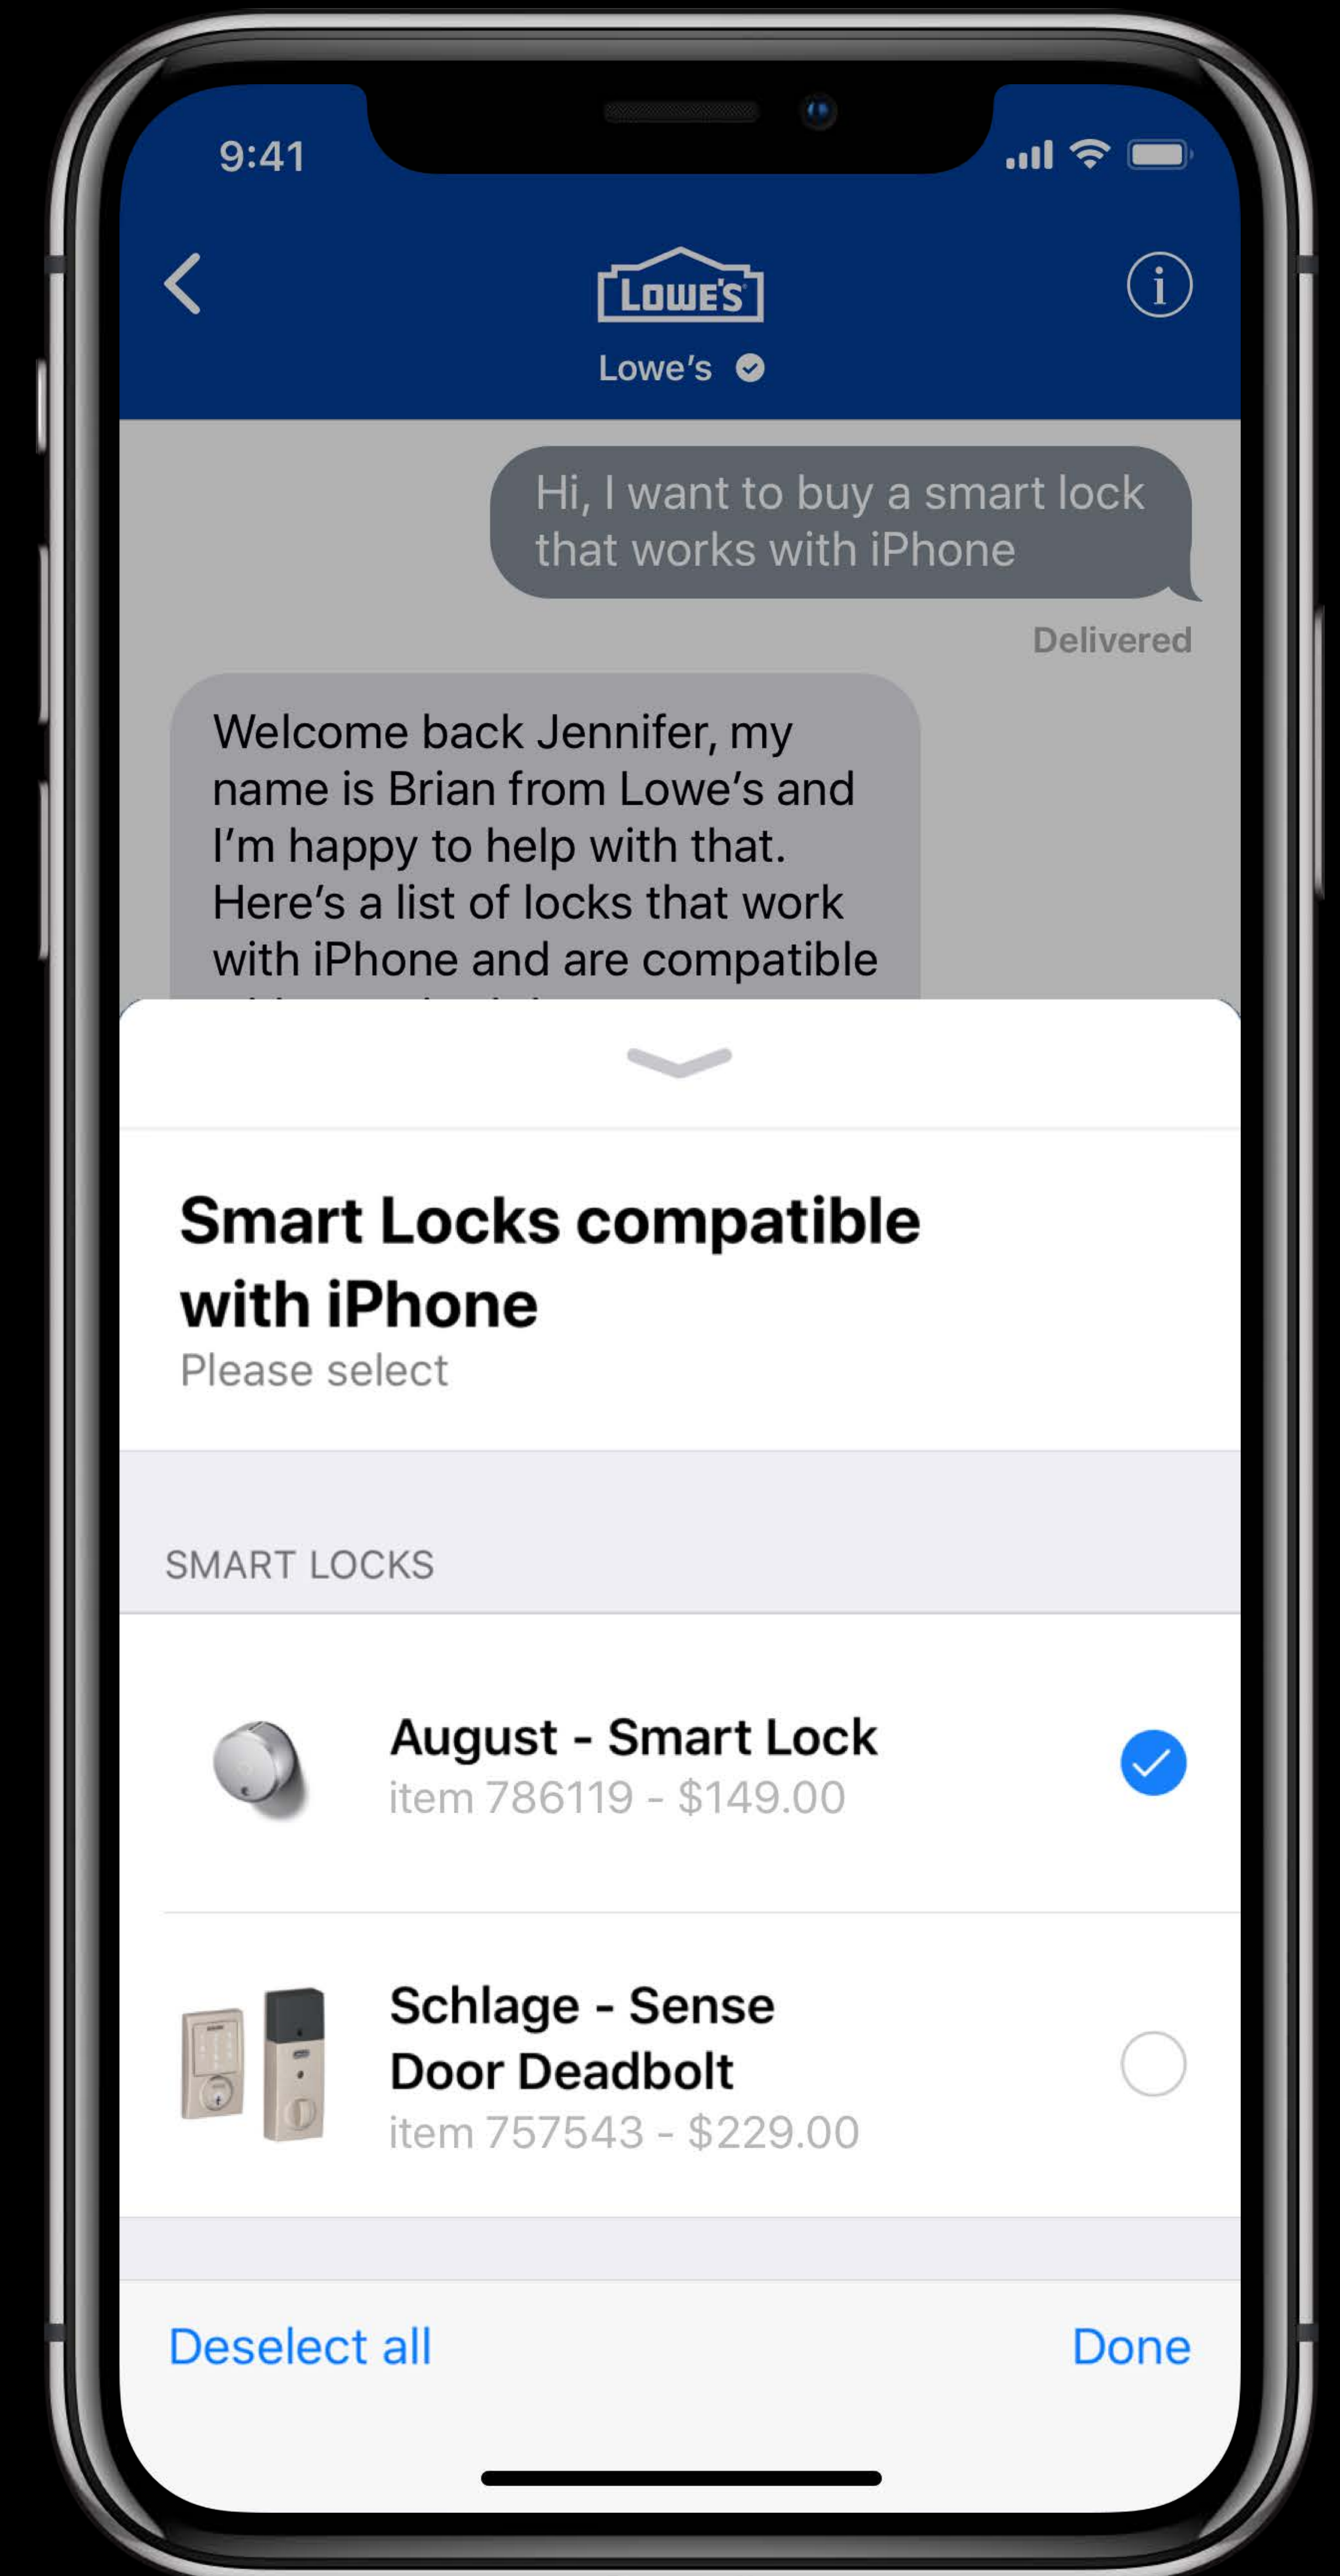 9:41
LOWE'S
Lowe's
Hi, I want to buy a smart lock
that works with iPhone
Delivered
Welcome back Jennifer, my
name is Brian from Lowe's and
I'm happy to help with that.
Here's a list of locks that work
with iPhone and are compatible
Smart Locks compatible
with iPhone
Please select
SMART LOCKS
August - Smart Lock
item 786119 - $149.00
Schlage - Sense
Door Deadbolt
item 757543 - $229.00
Deselect all
Done